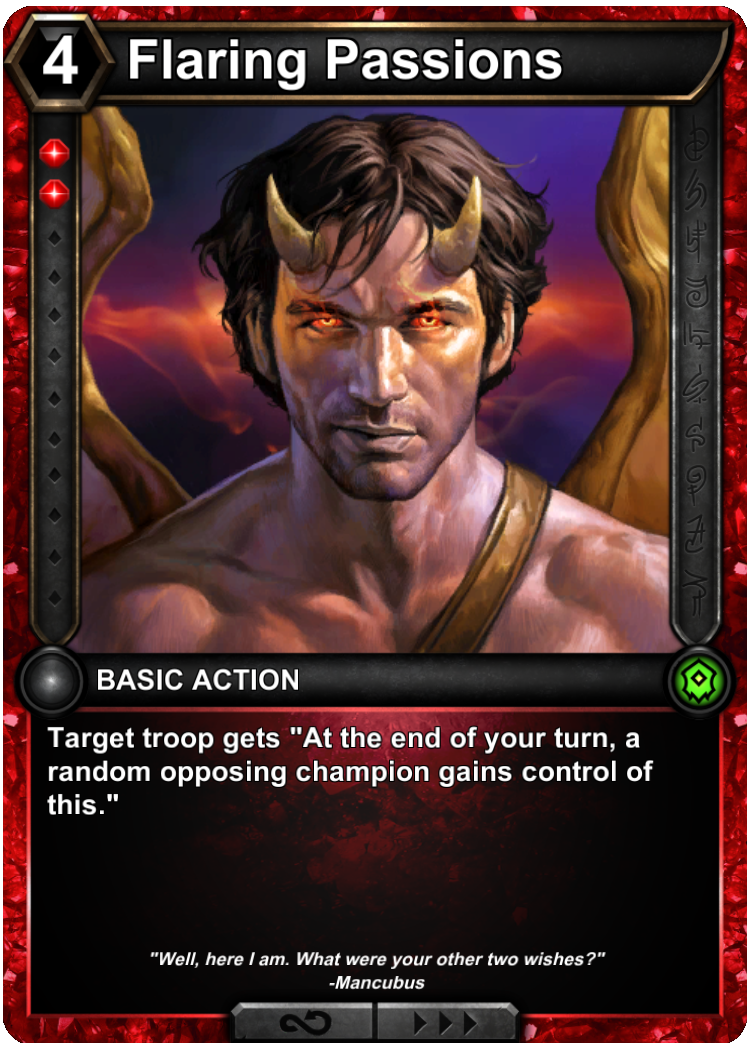 4
Flaring Passions
BASIC ACTION
Target troop gets "At the end of your turn, a
random opposing champion gains control of
this."
"Well, here I am. What were your other two wishes?"
-Mancubus